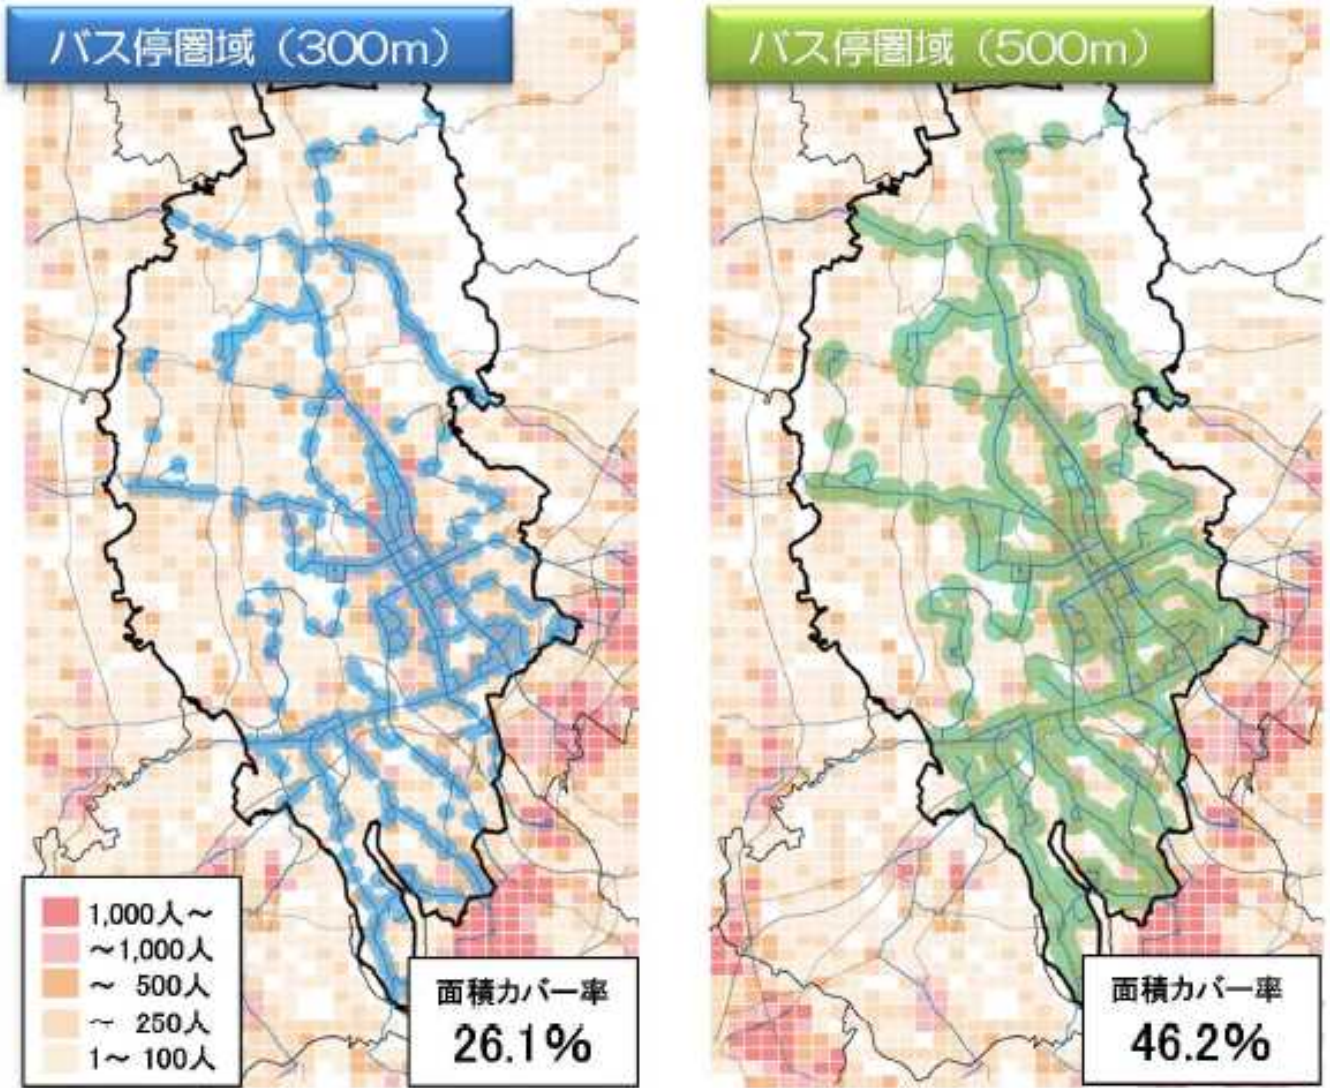 バス停圏域（300m）
バス停圏域（500m）
1,000人～
～1,000人
～ 500人
～ 250人
1～ 100人
面積カバー率
26.1%
面積カバー率
46.2%